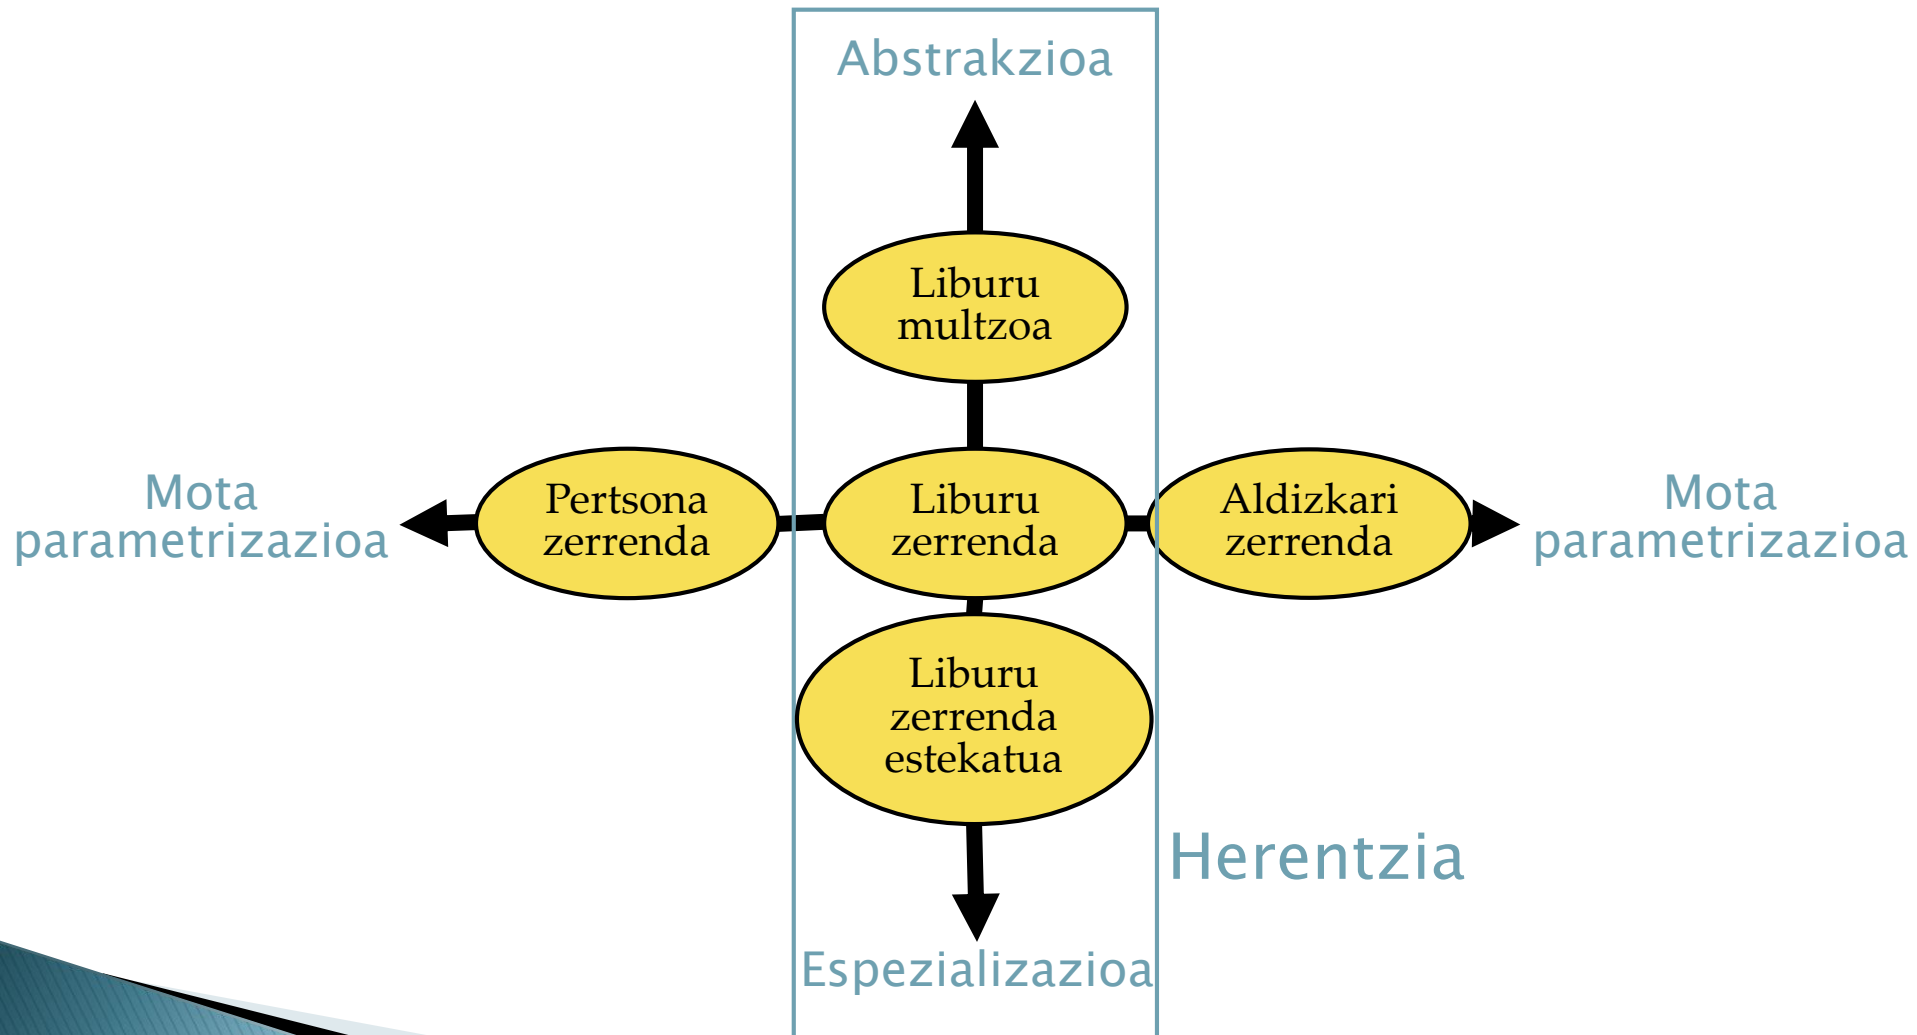 Abstrakzioa
Liburu
multzoa
Mota
parametrizazioa
Pertsona
zerrenda
Liburu
zerrenda
Aldizkari
zerrenda
Mota
parametrizazioa
Liburu
zerrenda
estekatua
Herentzia
Espezializazioa